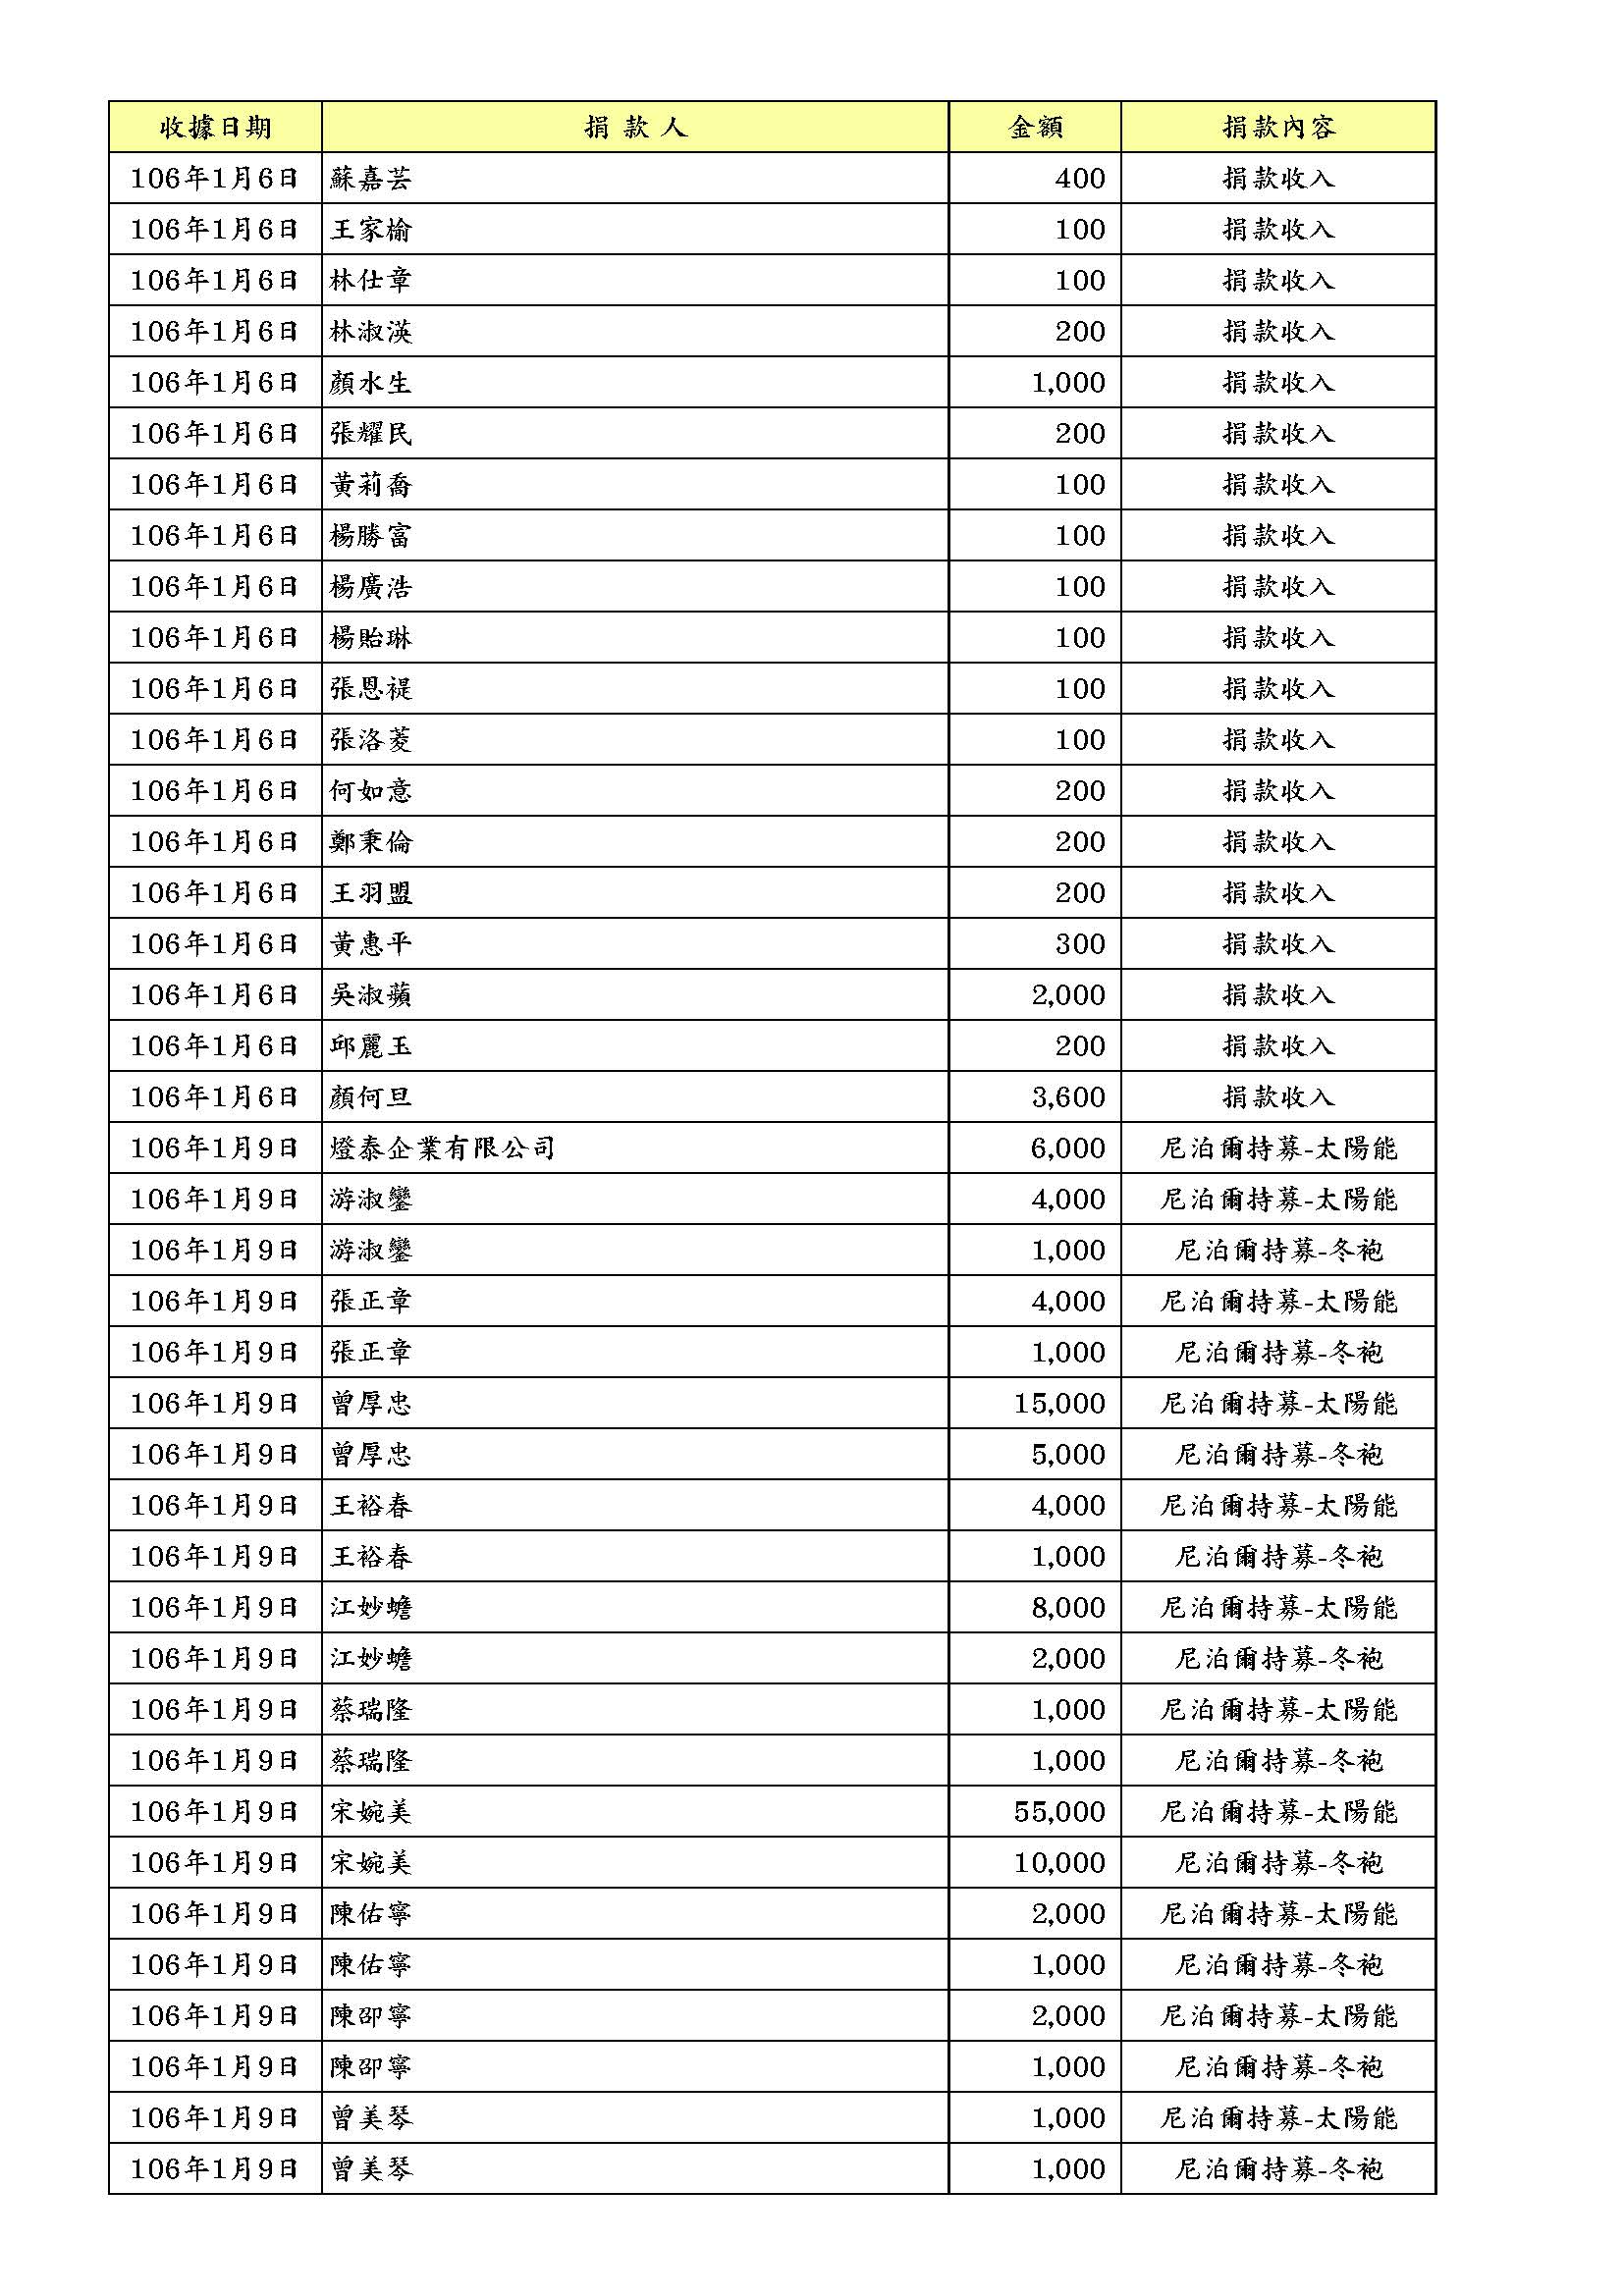 收據日期 捐 款 人 金額 捐款內容
106年1月6日 蘇嘉芸 400 捐款收入
106年1月6日 王家榆 100 捐款收入
106年1月6日 林仕章 100 捐款收入
106年1月6日 林淑渶 200 捐款收入
106年1月6日 顏水生 1,000 捐款收入
106年1月6日 張耀民 200 捐款收入
106年1月6日 黃莉喬 100 捐款收入
106年1月6日 楊勝富 100 捐款收入
106年1月6日 楊廣浩 100 捐款收入
106年1月6日 楊貽琳 100 捐款收入
106年1月6日 張恩禔 100 捐款收入
106年1月6日 張洛菱 100 捐款收入
106年1月6日 何如意 200 捐款收入
106年1月6日 鄭秉倫 200 捐款收入
106年1月6日 王羽盟 200 捐款收入
106年1月6日 黃惠平 300 捐款收入
106年1月6日 吳淑蘋 2,000 捐款收入
106年1月6日 邱麗玉 200 捐款收入
106年1月6日 顏何旦 3,600 捐款收入
106年1月9日 燈泰企業有限公司 6,000 尼泊爾持募-太陽能
106年1月9日 游淑鑾 4,000 尼泊爾持募-太陽能
106年1月9日 游淑鑾 1,000 尼泊爾持募-冬袍
106年1月9日 張正章 4,000 尼泊爾持募-太陽能
106年1月9日 張正章 1,000 尼泊爾持募-冬袍
106年1月9日 曾厚忠 15,000 尼泊爾持募-太陽能
106年1月9日 曾厚忠 5,000 尼泊爾持募-冬袍
106年1月9日 王裕春 4,000 尼泊爾持募-太陽能
106年1月9日 王裕春 1,000 尼泊爾持募-冬袍
106年1月9日 江妙蟾 8,000 尼泊爾持募-太陽能
106年1月9日 江妙蟾 2,000 尼泊爾持募-冬袍
106年1月9日 蔡瑞隆 1,000 尼泊爾持募-太陽能
106年1月9日 蔡瑞隆 1,000 尼泊爾持募-冬袍
106年1月9日 宋婉美 55,000 尼泊爾持募-太陽能
106年1月9日 宋婉美 10,000 尼泊爾持募-冬袍
106年1月9日 陳佑寧 2,000 尼泊爾持募-太陽能
106年1月9日 陳佑寧 1,000 尼泊爾持募-冬袍
106年1月9日 陳卲寧 2,000 尼泊爾持募-太陽能
106年1月9日 陳卲寧 1,000 尼泊爾持募-冬袍
106年1月9日 曾美琴 1,000 尼泊爾持募-太陽能
106年1月9日 曾美琴 1,000 尼泊爾持募-冬袍